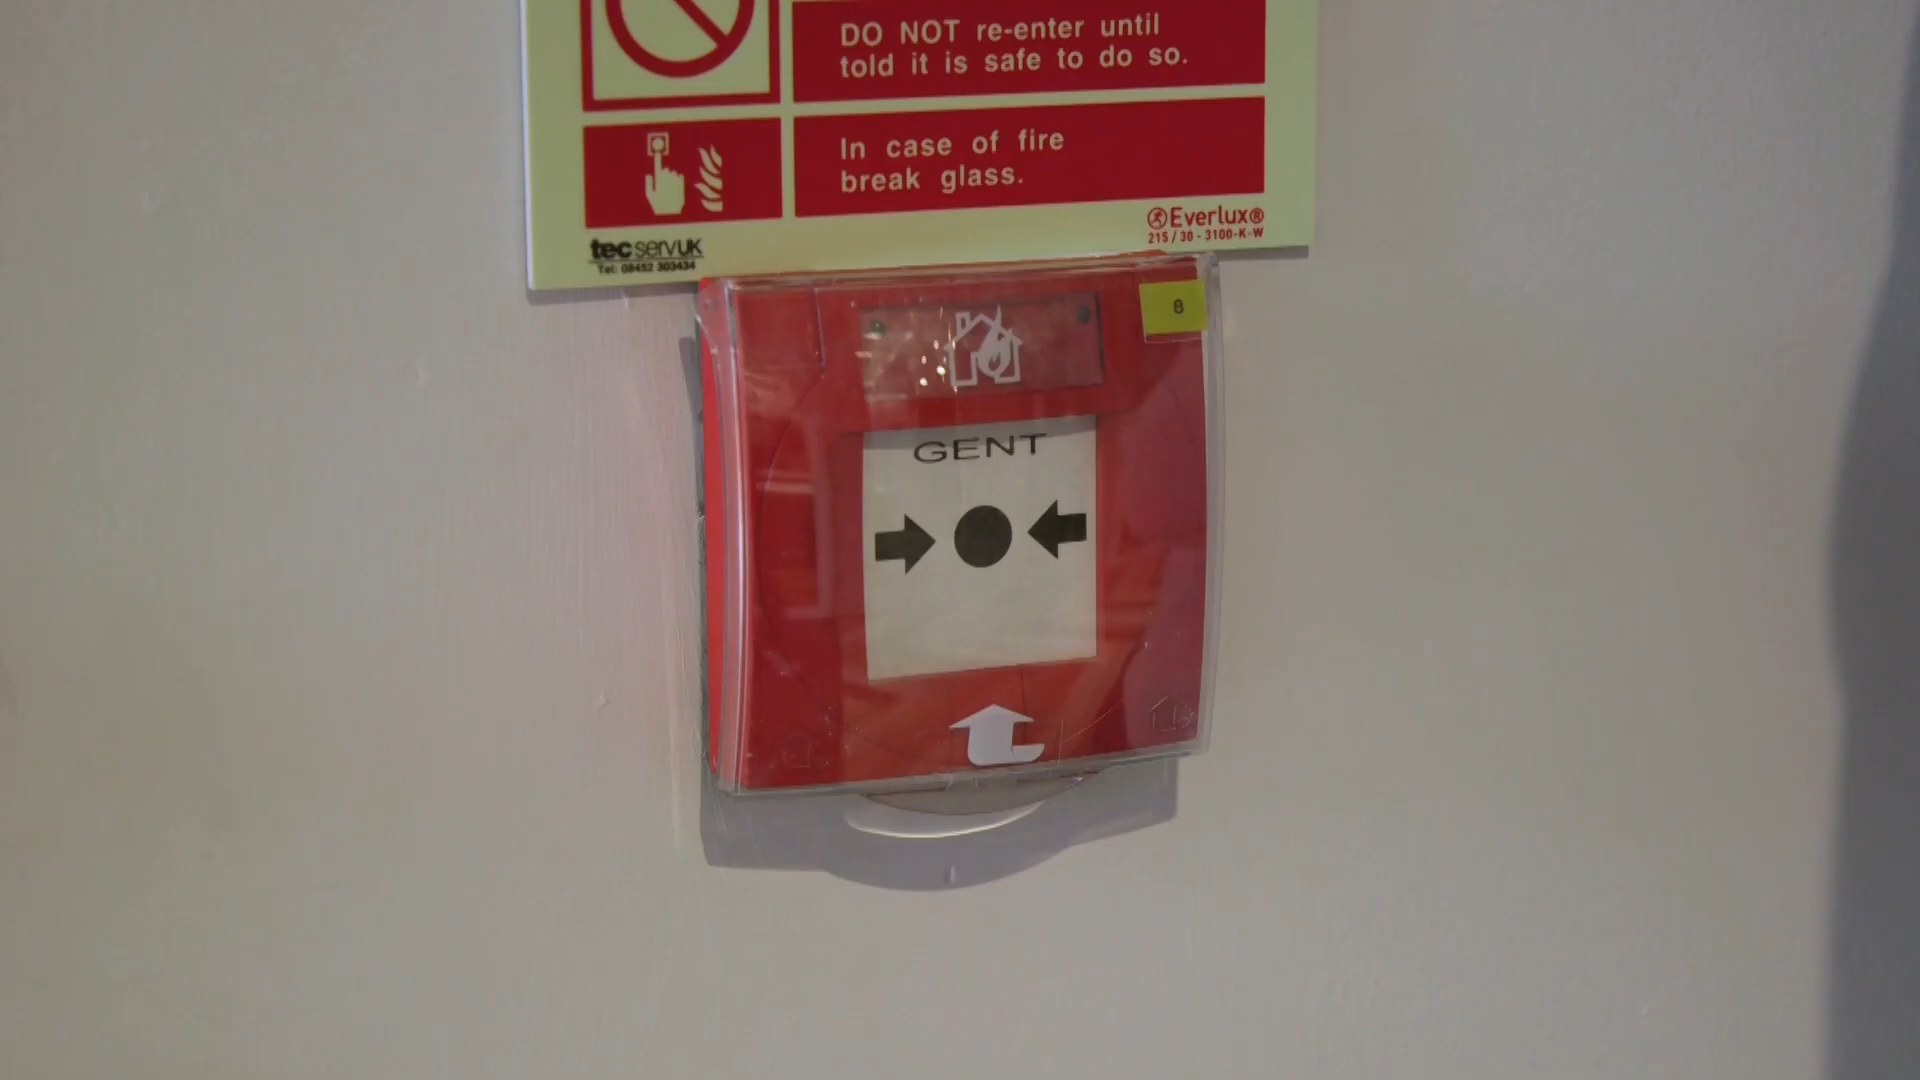 DO NOT re-enter until
told it is safe to do so.
In case of fire
break glass.
Everlux®
215/30-3100-K-W
tecservUK
Tel: 08452 303434
8
GENT